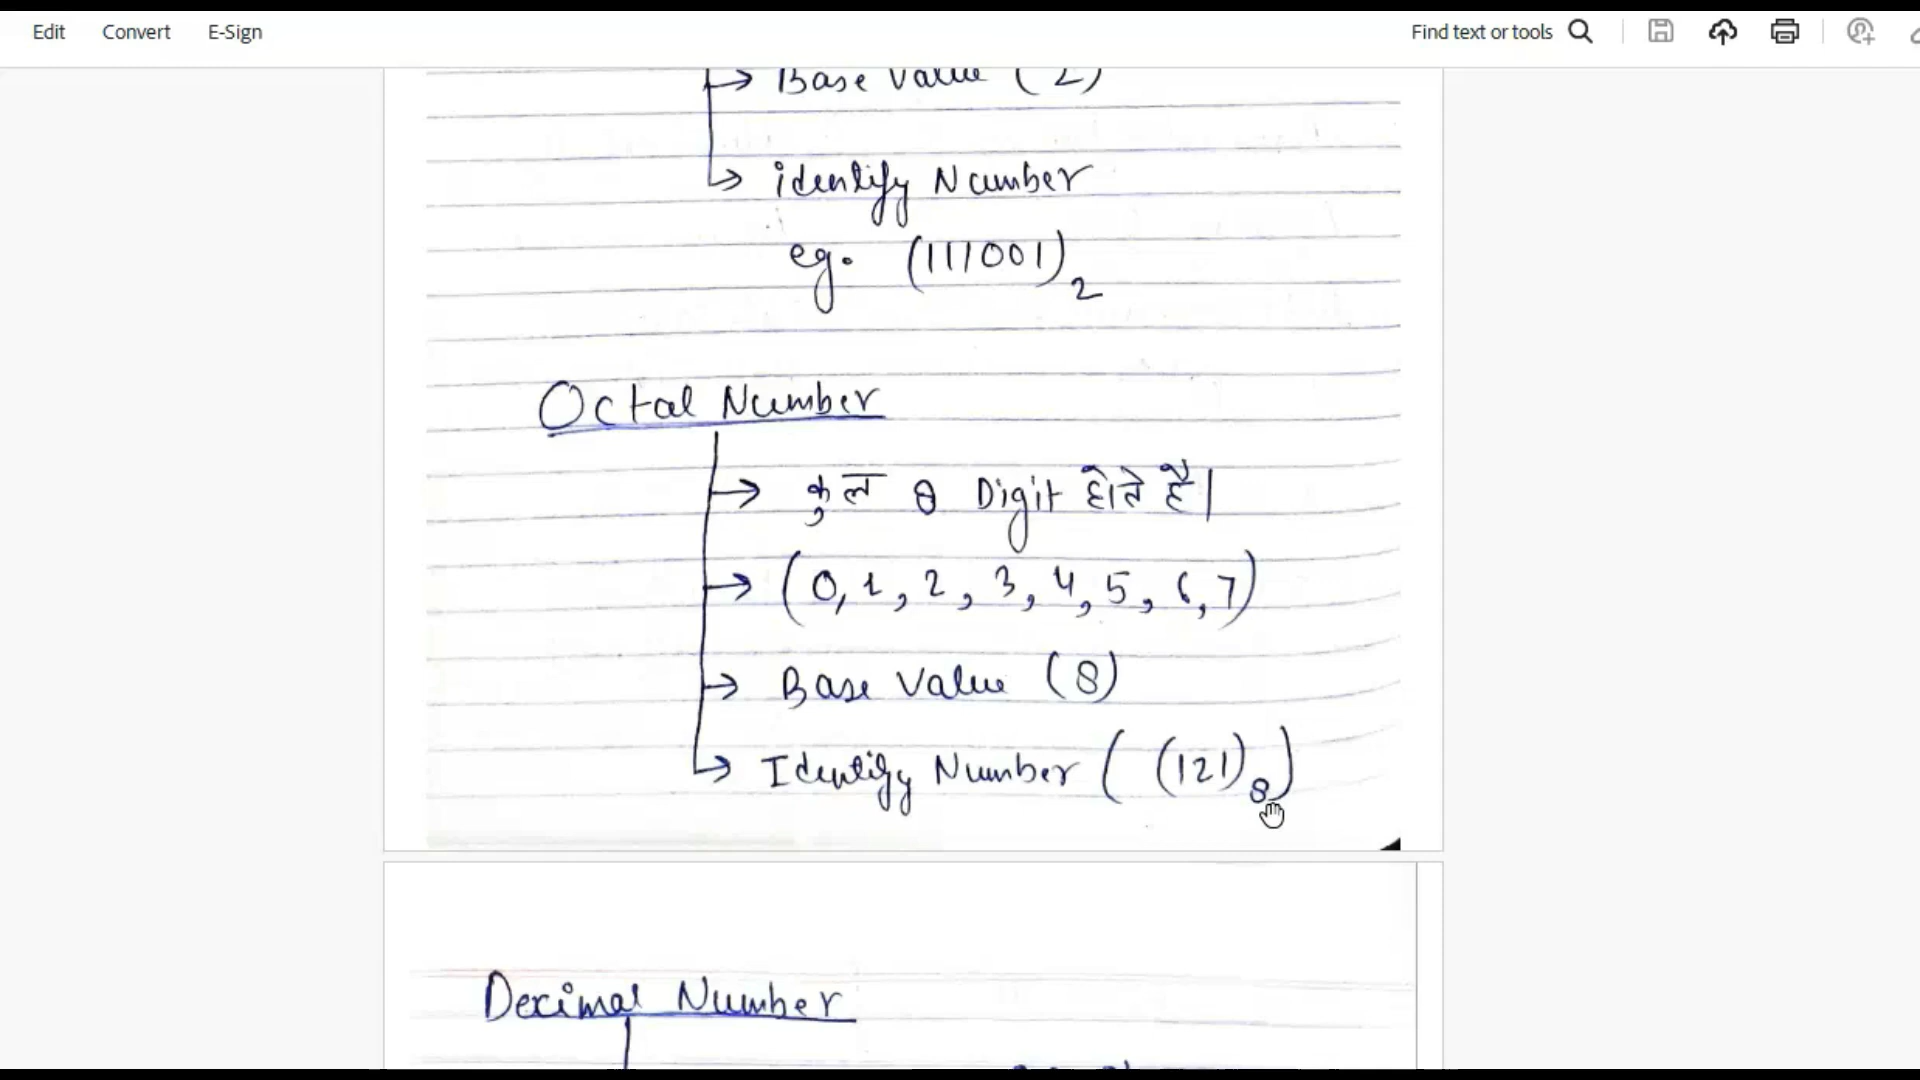 Edit Convert E-Sign Find text or tools
Base Value (2)
identify Number
eg. (111001)2
Octal Number
कुल 8 Digit होते है।
(0, 1, 2, 3, 4, 5, 6, 7)
Base Value (8)
Identify Number ( (121)8)
Decimal Number